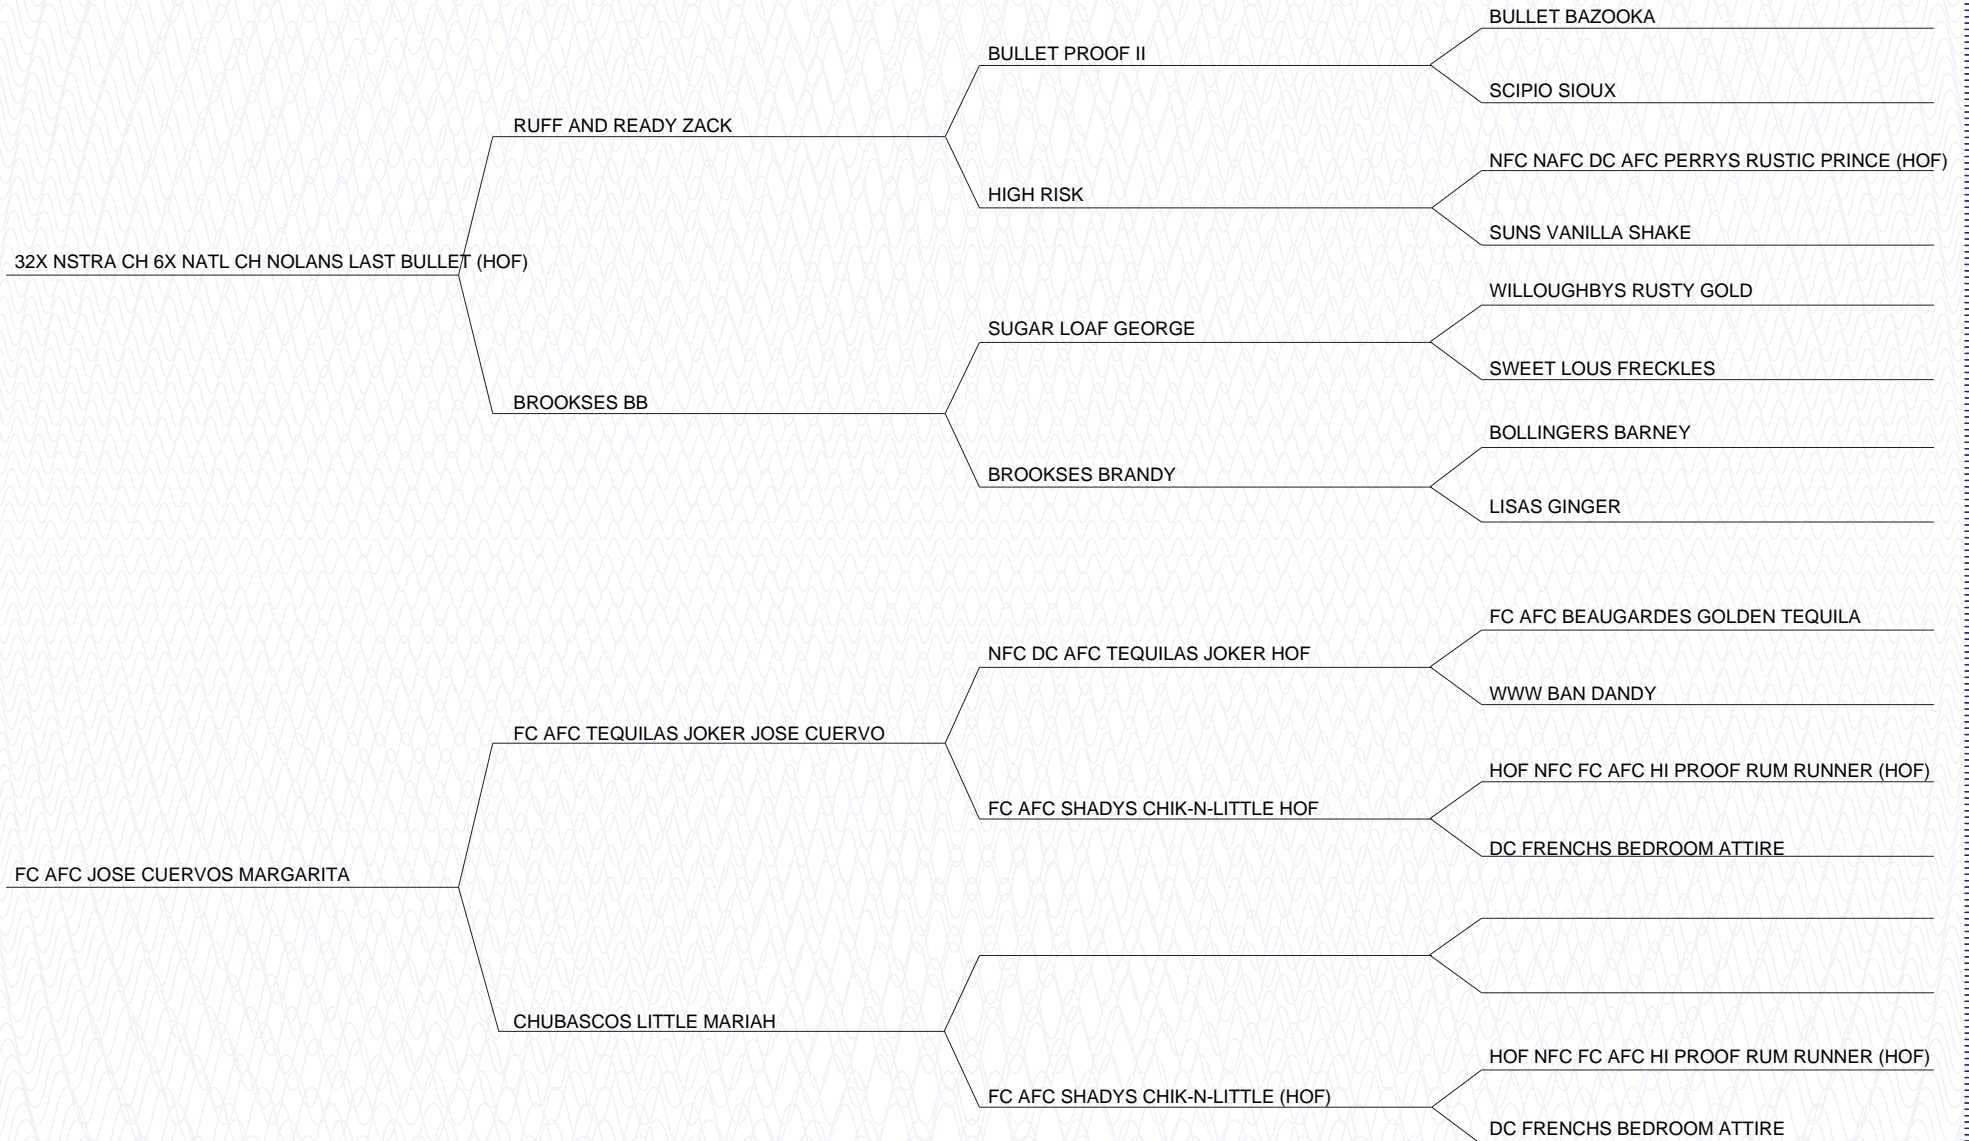 BULLET BAZOOKA
BULLET PROOF II
SCIPIO SIOUX
RUFF AND READY ZACK
NFC NAFC DC AFC PERRYS RUSTIC PRINCE (HOF)
HIGH RISK
SUNS VANILLA SHAKE
32X NSTRA CH 6X NATL CH NOLANS LAST BULLET (HOF)
WILLOUGHBYS RUSTY GOLD
SUGAR LOAF GEORGE
SWEET LOUS FRECKLES
BROOKSES BB
BOLLINGERS BARNEY
BROOKSES BRANDY
LISAS GINGER
FC AFC BEAUGARDES GOLDEN TEQUILA
NFC DC AFC TEQUILAS JOKER HOF
WWW BAN DANDY
FC AFC TEQUILAS JOKER JOSE CUERVO
HOF NFC FC AFC HI PROOF RUM RUNNER (HOF)
FC AFC SHADYS CHIK-N-LITTLE HOF
DC FRENCHS BEDROOM ATTIRE
FC AFC JOSE CUERVOS MARGARITA
CHUBASCOS LITTLE MARIAH
HOF NFC FC AFC HI PROOF RUM RUNNER (HOF)
FC AFC SHADYS CHIK-N-LITTLE (HOF)
DC FRENCHS BEDROOM ATTIRE